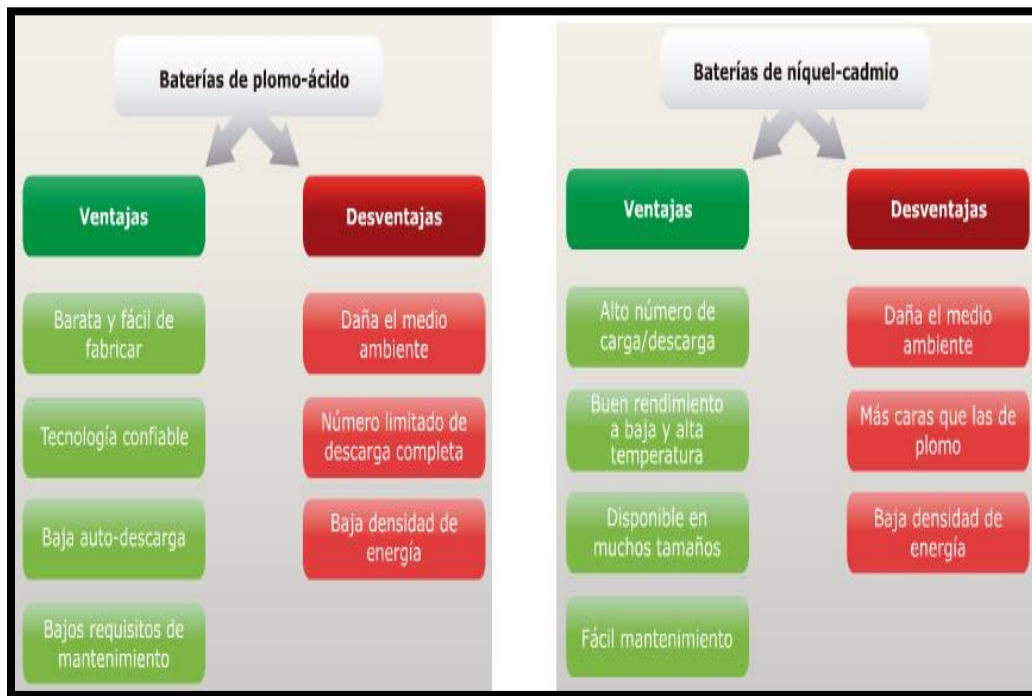 Baterías de plomo-ácido
Ventajas
Barata y fácil de
fabricar
Tecnología confiable
Baja auto-descarga
Bajos requisitos de
mantenimiento
Desventajas
Daña el medio
ambiente
Número limitado de
descarga completa
Baja densidad de
energía
Baterías de níquel-cadmio
Ventajas
Alto número de
carga/descarga
Buen rendimiento
a baja y alta
temperatura
Disponible en
muchos tamaños
Fácil mantenimiento
Desventajas
Daña el medio
ambiente
Más caras que las de
plomo
Baja densidad de
energía